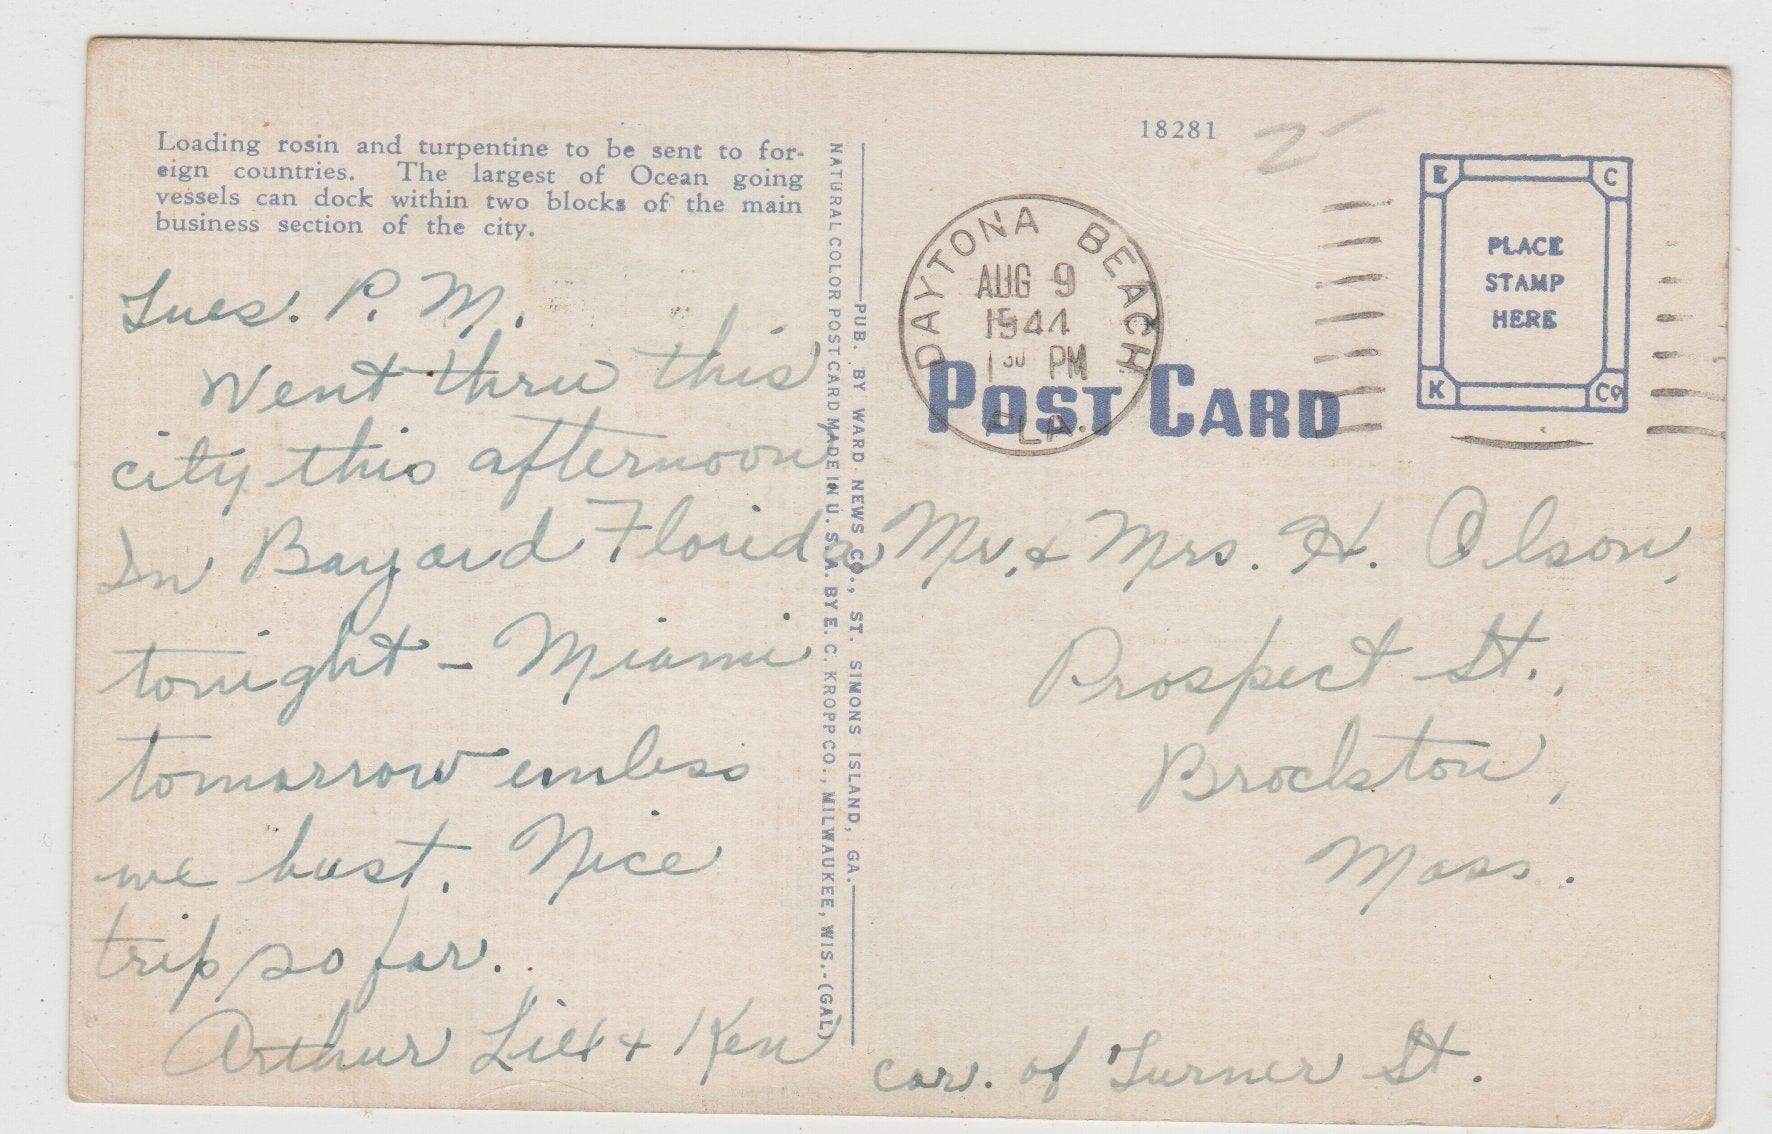 Loading rosin and turpentine to be sent to for-
eign countries. The largest of Ocean going
vessels can dock within two blocks of the main
business section of the city.
Tues. P. M.
Went thru this
city this afternoon
In Bayard Florida
tonight - Miami
tomorrow unless
we bust. Nice
trip so far.
Arthur + Ken
NATURAL COLOR POST CARD MADE IN U. S. A. BY E. C. KROPP CO., MILWAUKEE, WIS.-(GAL)
PUB. BY WARD NEWS CO., ST. SIMONS ISLAND, GA.
18281
DAYTONA BEACH
AUG 9
1944
1 30 PM
FLA.
POST CARD
E C
PLACE
STAMP
HERE
K Co
Mr. & Mrs. H. Olson,
Prospect St.,
Brockton,
Mass.
cor. of Turner St.